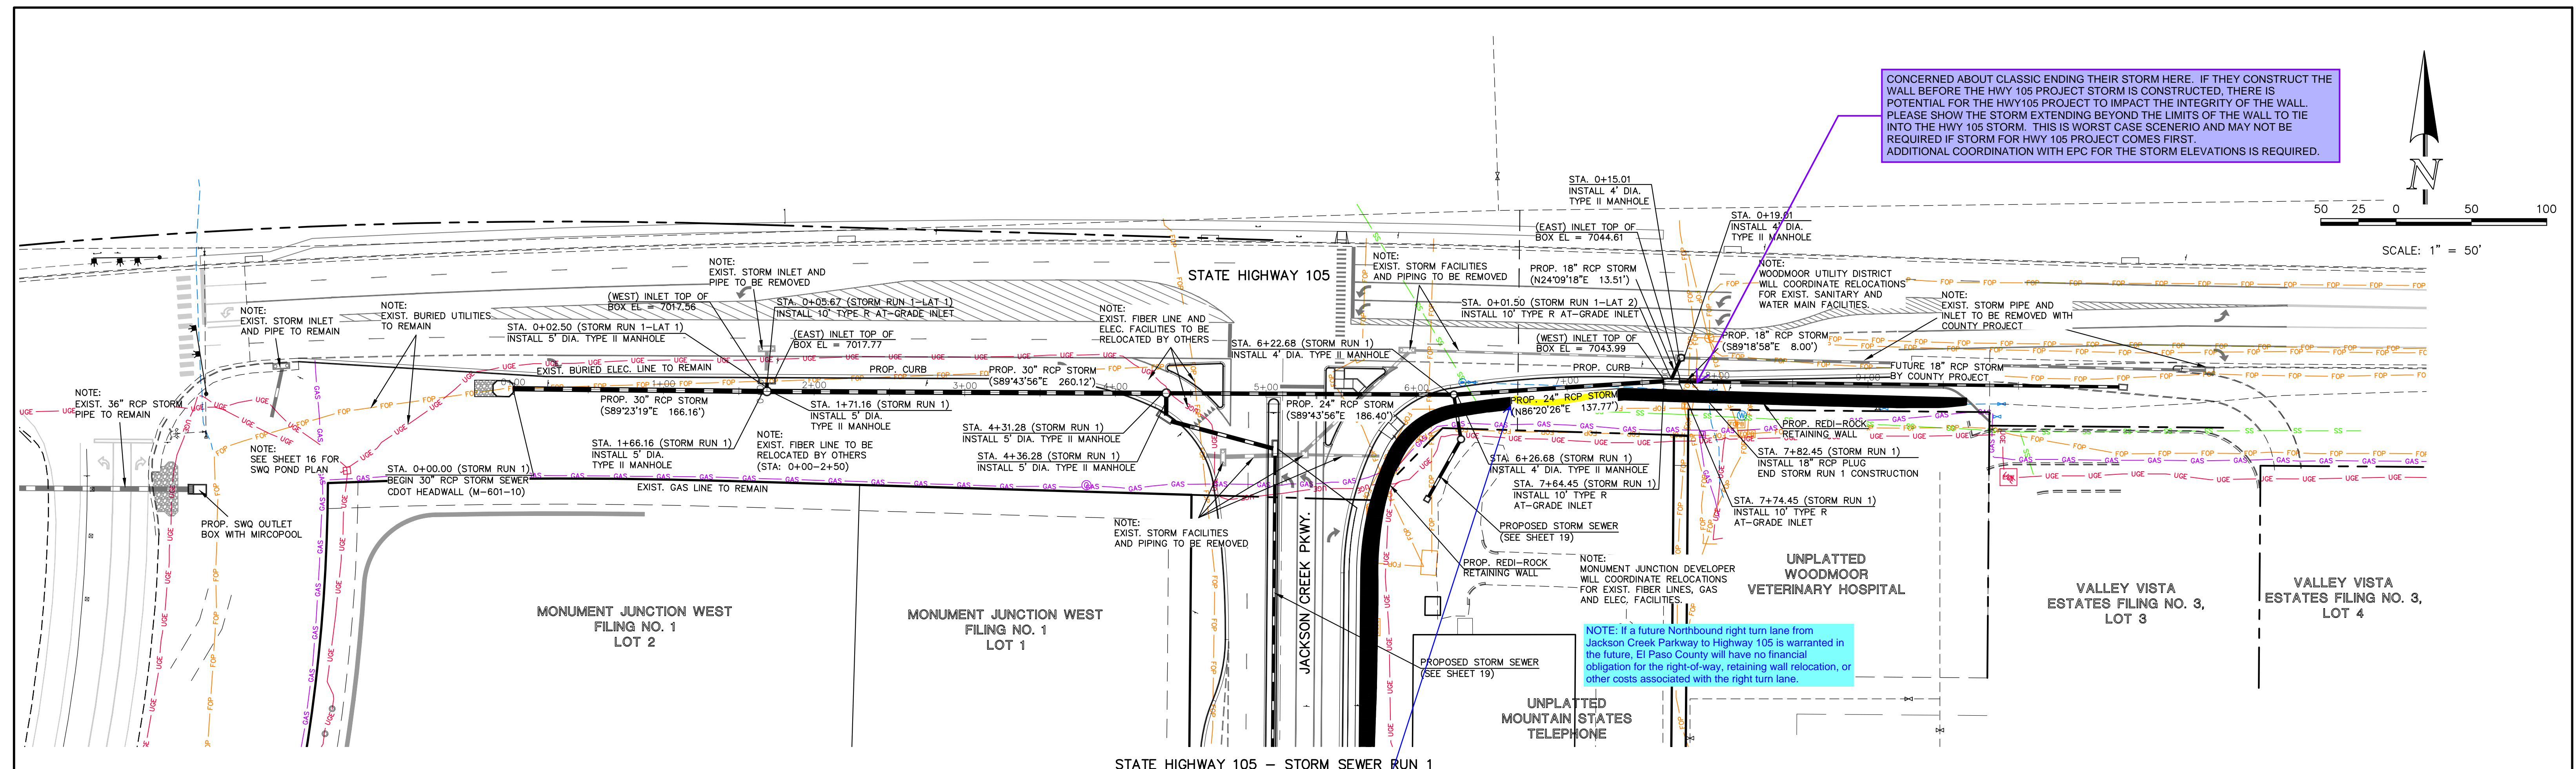 CONCERNED ABOUT CLASSIC ENDING THEIR STORM HERE. IF THEY CONSTRUCT THE
WALL BEFORE THE HWY 105 PROJECT STORM IS CONSTRUCTED, THERE IS
POTENTIAL FOR THE HWY105 PROJECT TO IMPACT THE INTEGRITY OF THE WALL.
PLEASE SHOW THE STORM EXTENDING BEYOND THE LIMITS OF THE WALL TO TIE
INTO THE HWY 105 STORM. THIS IS WORST CASE SCENERIO AND MAY NOT BE
REQUIRED IF STORM FOR HWY 105 PROJECT COMES FIRST.
ADDITIONAL COORDINATION WITH EPC FOR THE STORM ELEVATIONS IS REQUIRED.
N
50 25 0 50 100
SCALE: 1" = 50'
STA. 0+15.01
INSTALL 4' DIA.
TYPE II MANHOLE
STA. 0+19.01
INSTALL 4' DIA.
TYPE II MANHOLE
(EAST) INLET TOP OF
BOX EL = 7044.61
STATE HIGHWAY 105
NOTE:
EXIST. STORM FACILITIES
AND PIPING TO BE REMOVED
PROP. 18" RCP STORM
(N24°09'18"E 13.51')
NOTE:
WOODMOOR UTILITY DISTRICT
WILL COORDINATE RELOCATIONS
FOR EXIST. SANITARY AND
WATER MAIN FACILITIES.
NOTE:
EXIST. STORM PIPE AND
INLET TO BE REMOVED WITH
COUNTY PROJECT
NOTE:
EXIST. STORM INLET AND
PIPE TO BE REMOVED
(WEST) INLET TOP OF
BOX EL = 7017.56
STA. 0+05.67 (STORM RUN 1-LAT 1)
INSTALL 10' TYPE R AT-GRADE INLET
NOTE:
EXIST. STORM INLET
AND PIPE TO REMAIN
NOTE:
EXIST. BURIED UTILITIES
TO REMAIN
STA. 0+02.50 (STORM RUN 1-LAT 1)
INSTALL 5' DIA. TYPE II MANHOLE
(EAST) INLET TOP OF
BOX EL = 7017.77
NOTE:
EXIST. FIBER LINE AND
ELEC. FACILITIES TO BE
RELOCATED BY OTHERS
STA. 0+01.50 (STORM RUN 1-LAT 2)
INSTALL 10' TYPE R AT-GRADE INLET
STA. 6+22.68 (STORM RUN 1)
INSTALL 4' DIA. TYPE II MANHOLE
(WEST) INLET TOP OF
BOX EL = 7043.99
PROP. 18" RCP STORM
(S89°18'58"E 8.00')
FUTURE 18" RCP STORM
BY COUNTY PROJECT
EXIST. BURIED ELEC. LINE TO REMAIN
PROP. CURB
PROP. 30" RCP STORM
(S89°43'56"E 260.12')
PROP. CURB
0+00 1+00 2+00 4+00 5+00 6+00 7+00 8+00 9+00
NOTE:
EXIST. 36" RCP STORM
PIPE TO REMAIN
PROP. 30" RCP STORM
(S89°23'19"E 166.16')
STA. 1+71.16 (STORM RUN 1)
INSTALL 5' DIA.
TYPE II MANHOLE
PROP. 24" RCP STORM
(S89°43'56"E 186.40')
PROP. 24" RCP STORM
(N86°20'26"E 137.77')
PROP. REDI-ROCK
RETAINING WALL
STA. 1+66.16 (STORM RUN 1)
INSTALL 5' DIA.
TYPE II MANHOLE
NOTE:
EXIST. FIBER LINE TO BE
RELOCATED BY OTHERS
(STA: 0+00-2+50)
STA. 4+31.28 (STORM RUN 1)
INSTALL 5' DIA. TYPE II MANHOLE
STA. 4+36.28 (STORM RUN 1)
INSTALL 5' DIA. TYPE II MANHOLE
STA. 6+26.68 (STORM RUN 1)
INSTALL 4' DIA. TYPE II MANHOLE
STA. 7+64.45 (STORM RUN 1)
INSTALL 10' TYPE R
AT-GRADE INLET
STA. 7+82.45 (STORM RUN 1)
INSTALL 18" RCP PLUG
END STORM RUN 1 CONSTRUCTION
STA. 7+74.45 (STORM RUN 1)
INSTALL 10' TYPE R
AT-GRADE INLET
NOTE:
SEE SHEET 16 FOR
SWQ POND PLAN
STA. 0+00.00 (STORM RUN 1)
BEGIN 30" RCP STORM SEWER
CDOT HEADWALL (M-601-10)
EXIST. GAS LINE TO REMAIN
PROP. SWQ OUTLET
BOX WITH MIRCOPOOL
NOTE:
EXIST. STORM FACILITIES
AND PIPING TO BE REMOVED
PROPOSED STORM SEWER
(SEE SHEET 19)
PROP. REDI-ROCK
RETAINING WALL
NOTE:
MONUMENT JUNCTION DEVELOPER
WILL COORDINATE RELOCATIONS
FOR EXIST. FIBER LINES, GAS
AND ELEC. FACILITIES.
UNPLATTED
WOODMOOR
VETERINARY HOSPITAL
VALLEY VISTA
ESTATES FILING NO. 3,
LOT 3
VALLEY VISTA
ESTATES FILING NO. 3,
LOT 4
MONUMENT JUNCTION WEST
FILING NO. 1
LOT 2
MONUMENT JUNCTION WEST
FILING NO. 1
LOT 1
JACKSON CREEK PKWY.
NOTE: If a future Northbound right turn lane from
Jackson Creek Parkway to Highway 105 is warranted in
the future, El Paso County will have no financial
obligation for the right-of-way, retaining wall relocation, or
other costs associated with the right turn lane.
PROPOSED STORM SEWER
(SEE SHEET 19)
UNPLATTED
MOUNTAIN STATES
TELEPHONE
STATE HIGHWAY 105 - STORM SEWER RUN 1